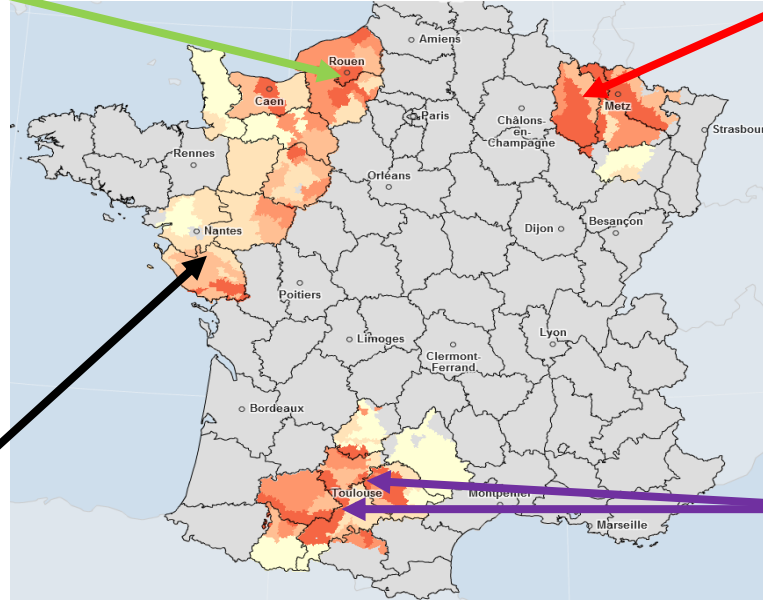 Amiens
Rouen
Caen
Paris
Metz
Châlons-
en-
Champagne
Strasbour
Rennes
Orléans
Nantes
Dijon
Besançon
Poitiers
Limoges
Lyon
Clermont-
Ferrand
Bordeaux
Toulouse
Montpellier
Marseille